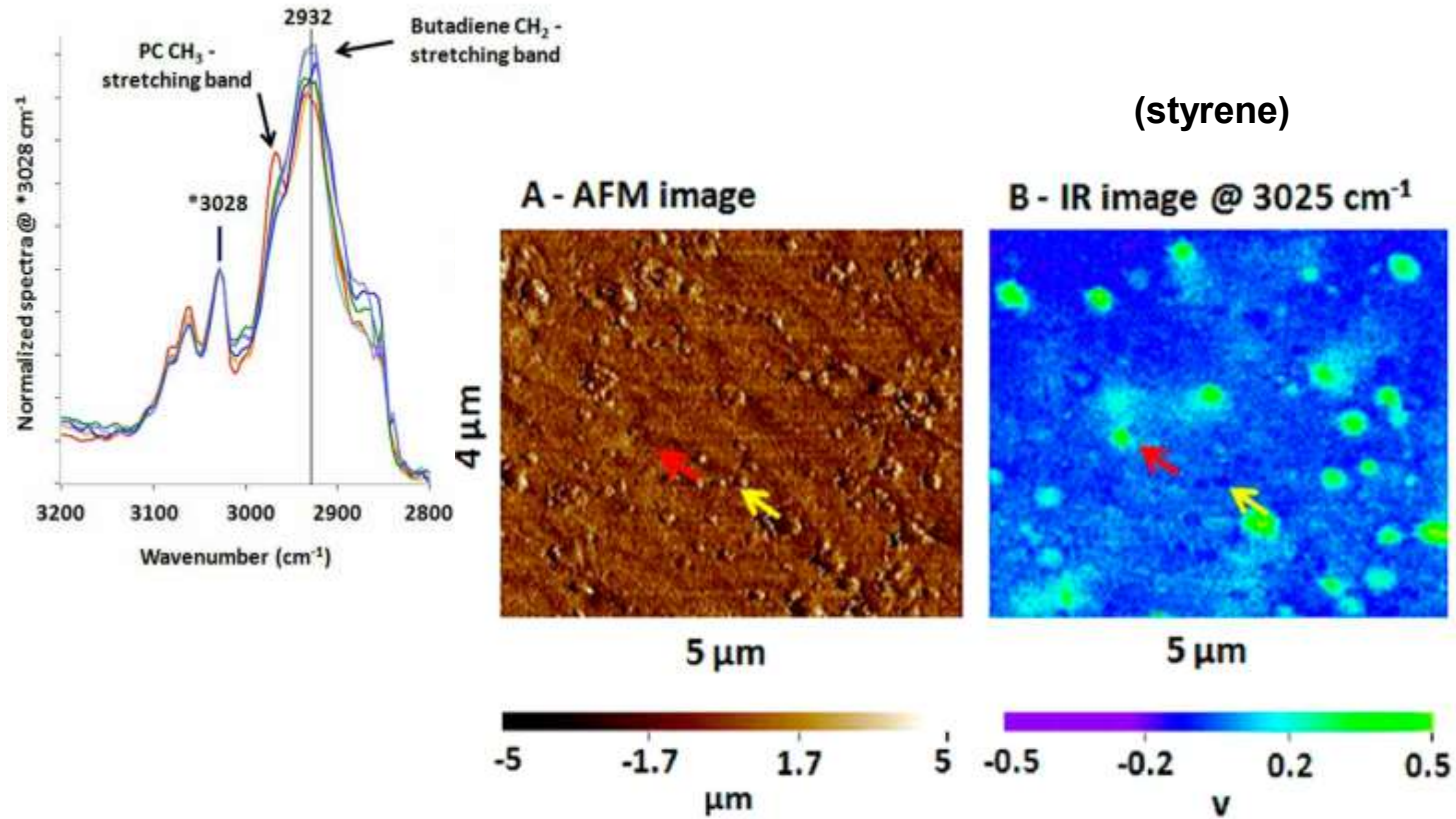 2932
PC CH₃ -
stretching band
Butadiene CH₂ -
stretching band
*3028
Normalized spectra @ *3028 cm⁻¹
3200 3100 3000 2900 2800
Wavenumber (cm⁻¹)
(styrene)
A - AFM image
B - IR image @ 3025 cm⁻¹
4 µm
5 µm
5 µm
-5 -1.7 1.7 5
µm
-0.5 -0.2 0.2 0.5
V